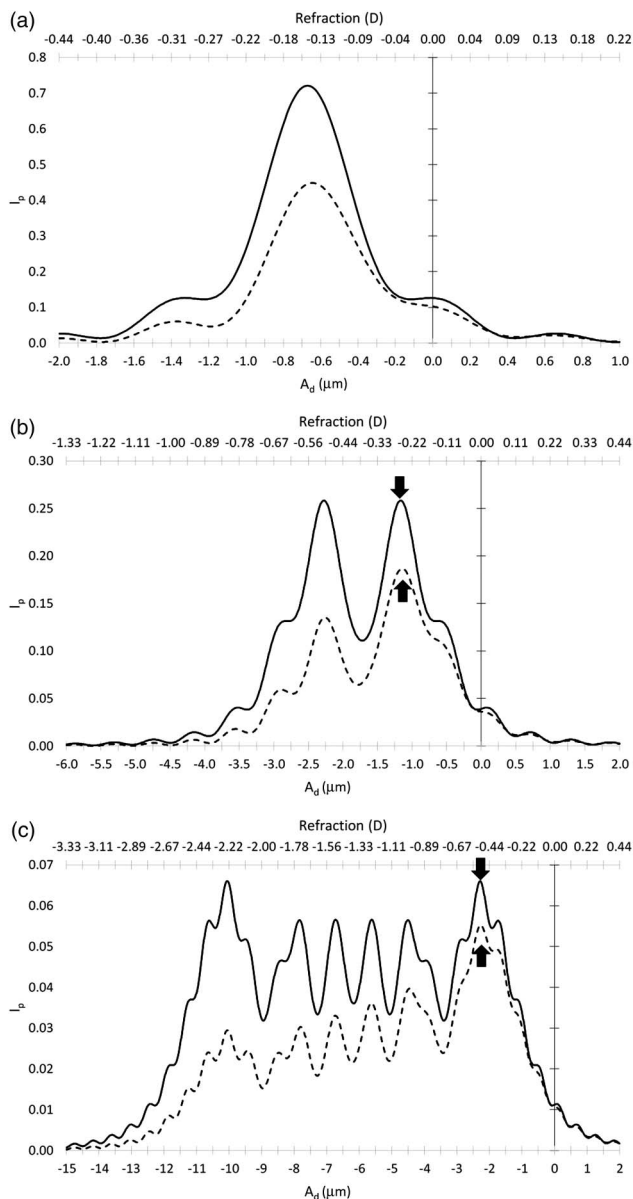 (a)
Refraction (D)
-0.44 -0.40 -0.36 -0.31 -0.27 -0.22 -0.18 -0.13 -0.09 -0.04 0.00 0.04 0.09 0.13 0.18 0.22
0.8
0.7
0.6
0.5
0.4
0.3
0.2
0.1
0.0
Ip
-2.0 -1.8 -1.6 -1.4 -1.2 -1.0 -0.8 -0.6 -0.4 -0.2 0.0 0.2 0.4 0.6 0.8 1.0
Ad (μm)
(b)
Refraction (D)
-1.33 -1.22 -1.11 -1.00 -0.89 -0.78 -0.67 -0.56 -0.44 -0.33 -0.22 -0.11 0.00 0.11 0.22 0.33 0.44
0.30
0.25
0.20
0.15
0.10
0.05
0.00
Ip
-6.0 -5.5 -5.0 -4.5 -4.0 -3.5 -3.0 -2.5 -2.0 -1.5 -1.0 -0.5 0.0 0.5 1.0 1.5 2.0
Ad (μm)
(c)
Refraction (D)
-3.33 -3.11 -2.89 -2.67 -2.44 -2.22 -2.00 -1.78 -1.56 -1.33 -1.11 -0.89 -0.67 -0.44 -0.22 0.00 0.22 0.44
0.07
0.06
0.05
0.04
0.03
0.02
0.01
0.00
Ip
-15 -14 -13 -12 -11 -10 -9 -8 -7 -6 -5 -4 -3 -2 -1 0 1 2
Ad (μm)